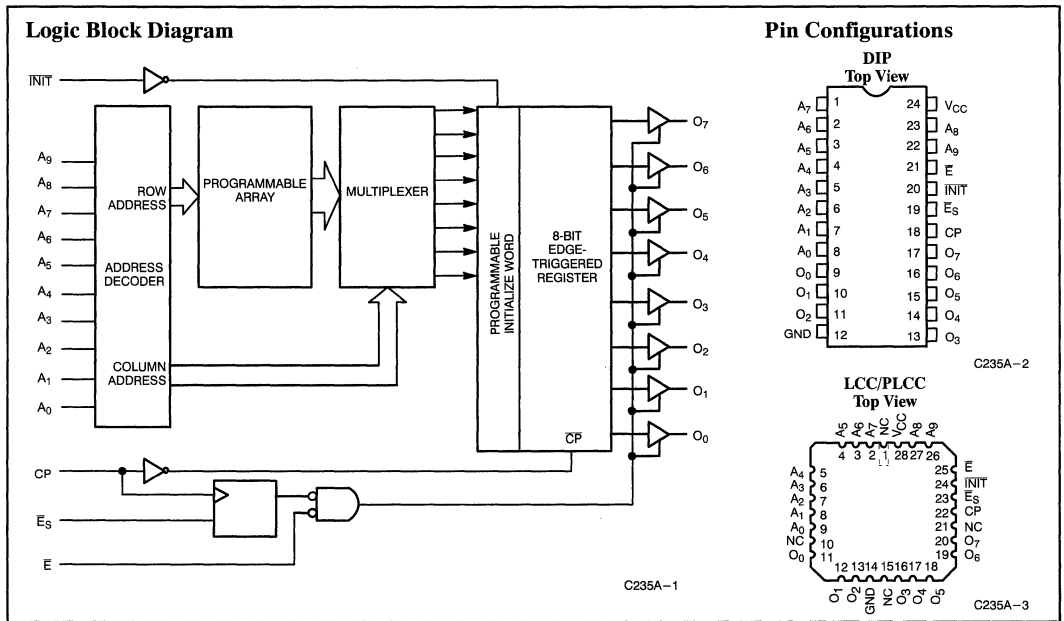 Logic Block Diagram
I̅N̅I̅T̅
A9
A8
A7
A6
A5
A4
A3
A2
A1
A0
ROW ADDRESS
ADDRESS DECODER
COLUMN ADDRESS
PROGRAMMABLE ARRAY
MULTIPLEXER
PROGRAMMABLE INITIALIZE WORD
8-BIT EDGE-TRIGGERED REGISTER
C̅P̅
O7
O6
O5
O4
O3
O2
O1
O0
CP
E̅S
E̅
C235A-1
Pin Configurations
DIP
Top View
A7 1 24 VCC
A6 2 23 A8
A5 3 22 A9
A4 4 21 E̅
A3 5 20 I̅N̅I̅T̅
A2 6 19 E̅S
A1 7 18 CP
A0 8 17 O7
O0 9 16 O6
O1 10 15 O5
O2 11 14 O4
GND 12 13 O3
C235A-2
LCC/PLCC
Top View
A5 A6 A7 NC VCC A8 A9
4 3 2 1 28 27 26
A4 5 25 E̅
A3 6 24 I̅N̅I̅T̅
A2 7 23 E̅S
A1 8 22 CP
A0 9 21 NC
NC 10 20 O7
O0 11 19 O6
12 13 14 15 16 17 18
O1 O2 GND NC O3 O4 O5
C235A-3